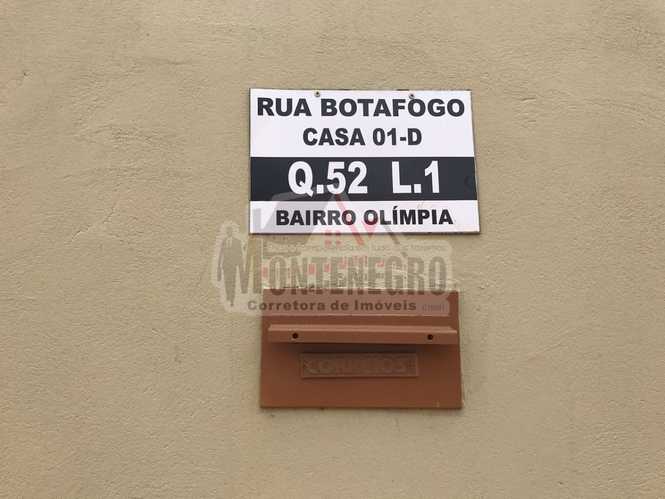 RUA BOTAFOGO
CASA 01-D
Q.52 L.1
BAIRRO OLÍMPIA
MONTENEGRO
Corretora de Imóveis
CORREIOS